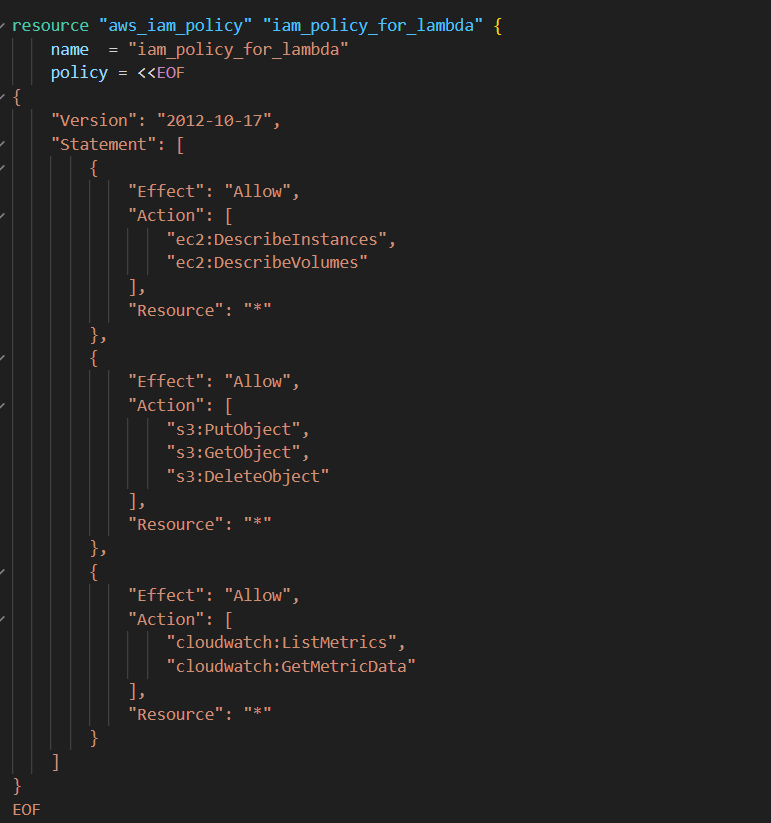 resource "aws_iam_policy" "iam_policy_for_lambda" {
    name  = "iam_policy_for_lambda"
    policy = <<EOF
{
    "Version": "2012-10-17",
    "Statement": [
        {
            "Effect": "Allow",
            "Action": [
                "ec2:DescribeInstances",
                "ec2:DescribeVolumes"
            ],
            "Resource": "*"
        },
        {
            "Effect": "Allow",
            "Action": [
                "s3:PutObject",
                "s3:GetObject",
                "s3:DeleteObject"
            ],
            "Resource": "*"
        },
        {
            "Effect": "Allow",
            "Action": [
                "cloudwatch:ListMetrics",
                "cloudwatch:GetMetricData"
            ],
            "Resource": "*"
        }
    ]
}
EOF